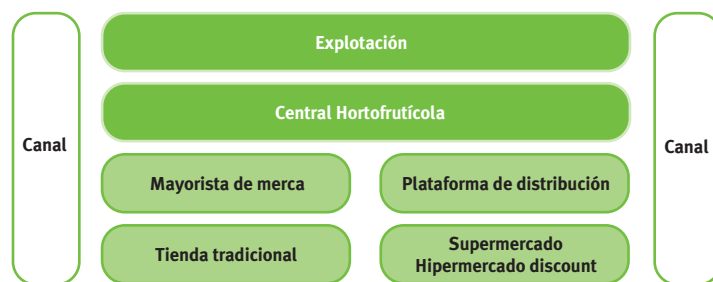 Explotación
Central Hortofrutícola
Canal
Canal
Mayorista de merca
Plataforma de distribución
Tienda tradicional
Supermercado
Hipermercado discount